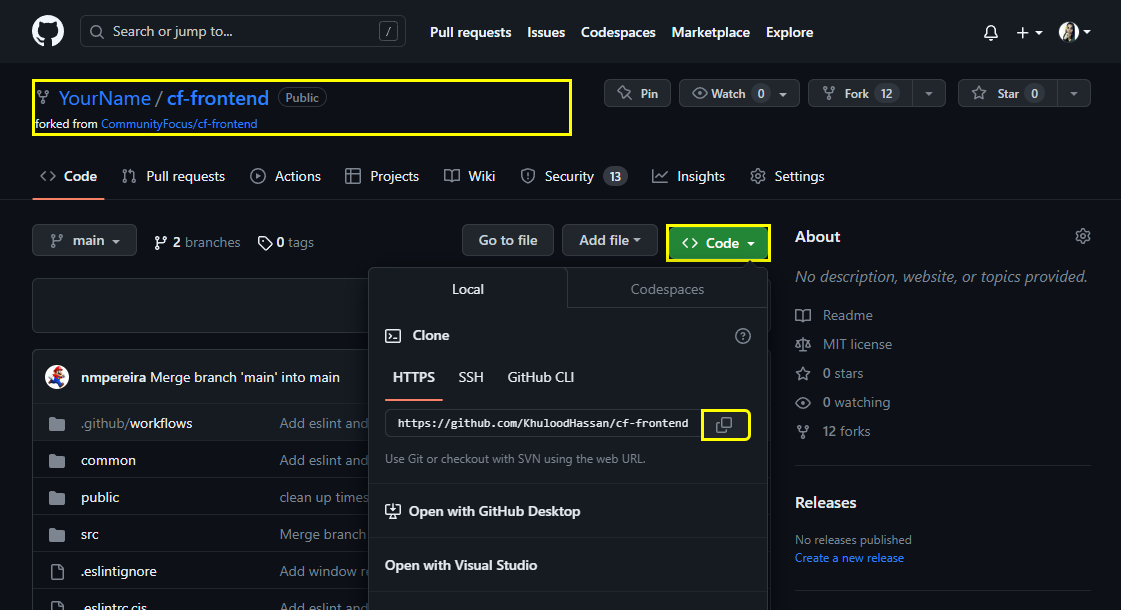 Search or jump to... / Pull requests Issues Codespaces Marketplace Explore
YourName / cf-frontend Public Pin Watch 0 Fork 12 Star 0
forked from CommunityFocus/cf-frontend
<> Code Pull requests Actions Projects Wiki Security 13 Insights Settings
main 2 branches 0 tags Go to file Add file <> Code About
No description, website, or topics provided.
Local Codespaces
Readme
Clone
MIT license
nmpereira Merge branch 'main' into main HTTPS SSH GitHub CLI
0 stars
0 watching
.github/workflows Add eslint and https://github.com/KhuloodHassan/cf-frontend
12 forks
common Add eslint and Use Git or checkout with SVN using the web URL.
public clean up times
Releases
Open with GitHub Desktop
src Merge branch
No releases published
Create a new release
.eslintignore Add window re Open with Visual Studio
.eslintrc.cjs Add eslint and